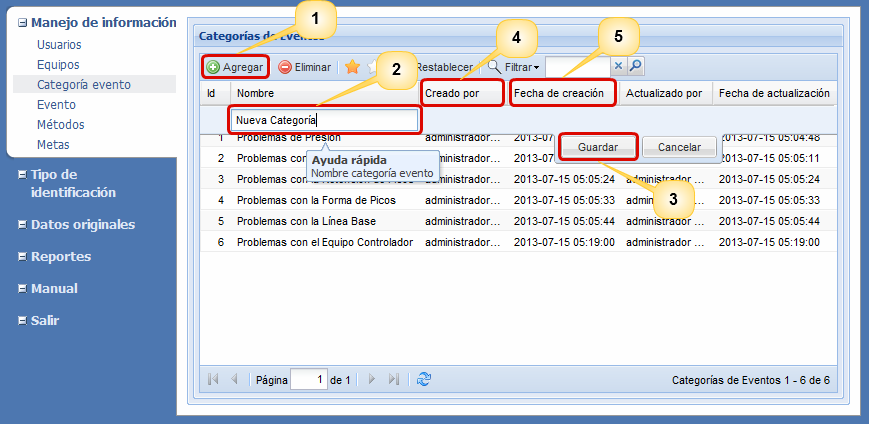 Manejo de información
Usuarios
Equipos
Categoría evento
Evento
Métodos
Metas
Tipo de
identificación
Datos originales
Reportes
Manual
Salir
1
4
5
Categorías de Eventos
Agregar Eliminar Restablecer Filtrar
2
Id Nombre Creado por Fecha de creación Actualizado por Fecha de actualización
Nueva Categoría
Guardar Cancelar
1 Problemas de Presión administrador... 2013-07-15 05:04:48
Ayuda rápida
Nombre categoría evento
2 Problemas con administrador... 2013-07-15 05:05:11
3 Problemas con la Retención de Picos administrador... 2013-07-15 05:05:24 administrador ... 2013-07-15 05:05:24
3
4 Problemas con la Forma de Picos administrador... 2013-07-15 05:05:33 administrador ... 2013-07-15 05:05:33
5 Problemas con la Línea Base administrador... 2013-07-15 05:05:44 administrador ... 2013-07-15 05:05:44
6 Problemas con el Equipo Controlador administrador... 2013-07-15 05:19:00 administrador ... 2013-07-15 05:19:00
Página 1 de 1 Categorías de Eventos 1 - 6 de 6